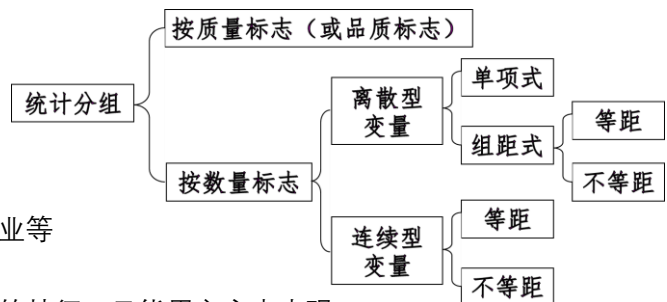 按质量标志（或品质标志）
统计分组
按数量标志
离散型
变量
单项式
组距式
等距
不等距
连续型
变量
等距
不等距
业等